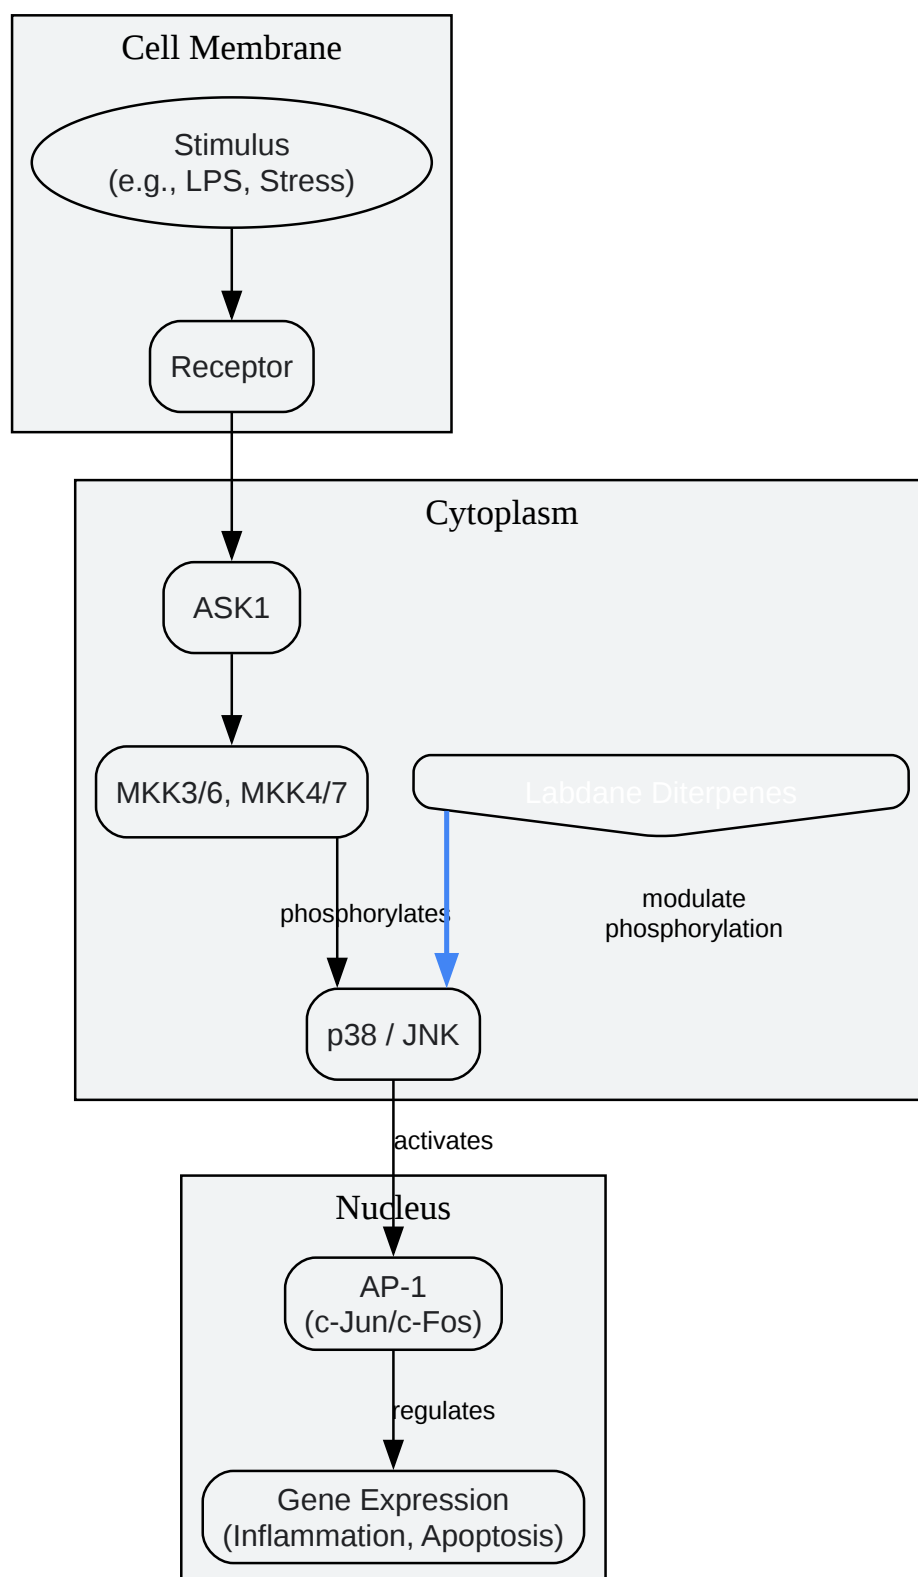 Cell Membrane
Stimulus
(e.g., LPS, Stress)
Receptor
Cytoplasm
ASK1
MKK3/6, MKK4/7
Labdane Diterpenes
phosphorylates
modulate
phosphorylation
p38 / JNK
activates
Nucleus
AP-1
(c-Jun/c-Fos)
regulates
Gene Expression
(Inflammation, Apoptosis)